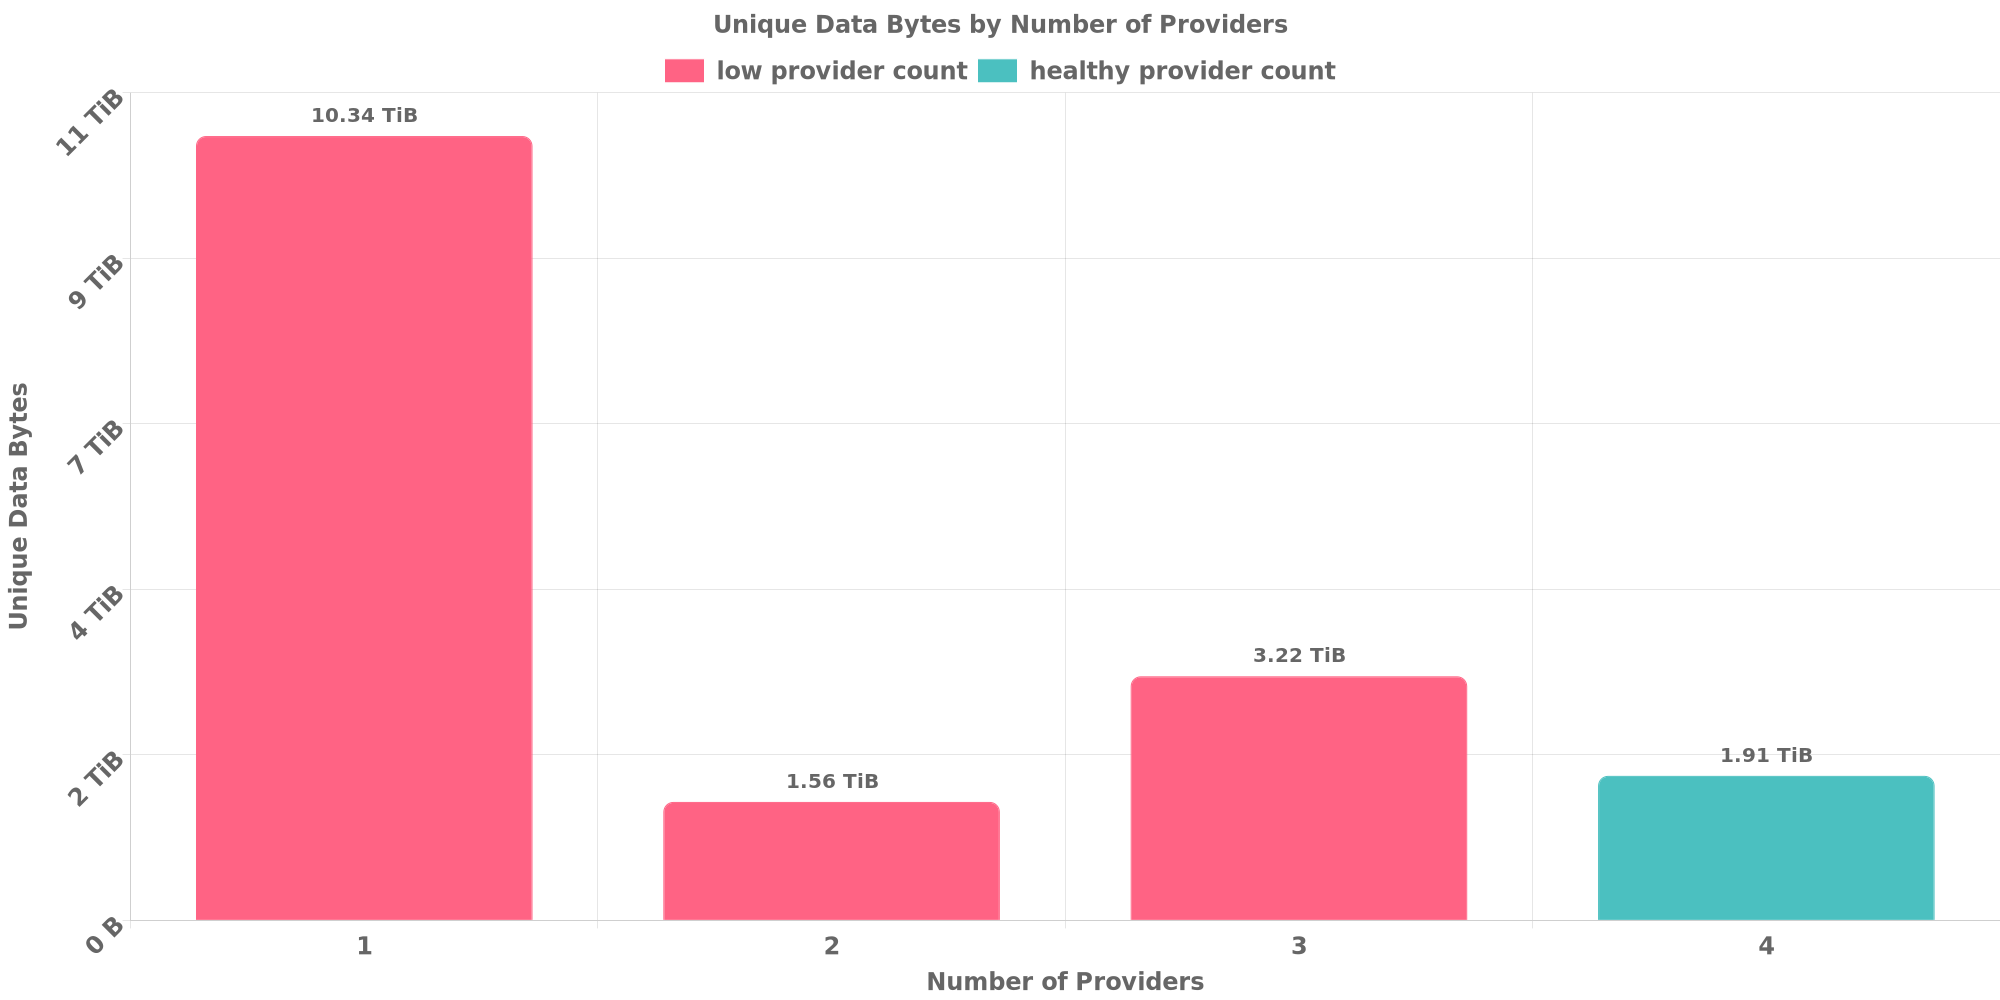 Unique Data Bytes by Number of Providers
low provider count healthy provider count
11 TiB
9 TiB
7 TiB
4 TiB
2 TiB
0 B
Unique Data Bytes
10.34 TiB
1.56 TiB
3.22 TiB
1.91 TiB
1 2 3 4
Number of Providers